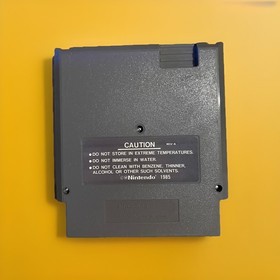 CAUTION REV-A
● DO NOT STORE IN EXTREME TEMPERATURES.
● DO NOT IMMERSE IN WATER.
● DO NOT CLEAN WITH BENZENE, THINNER,
ALCOHOL OR OTHER SUCH SOLVENTS.
©Nintendo 1985